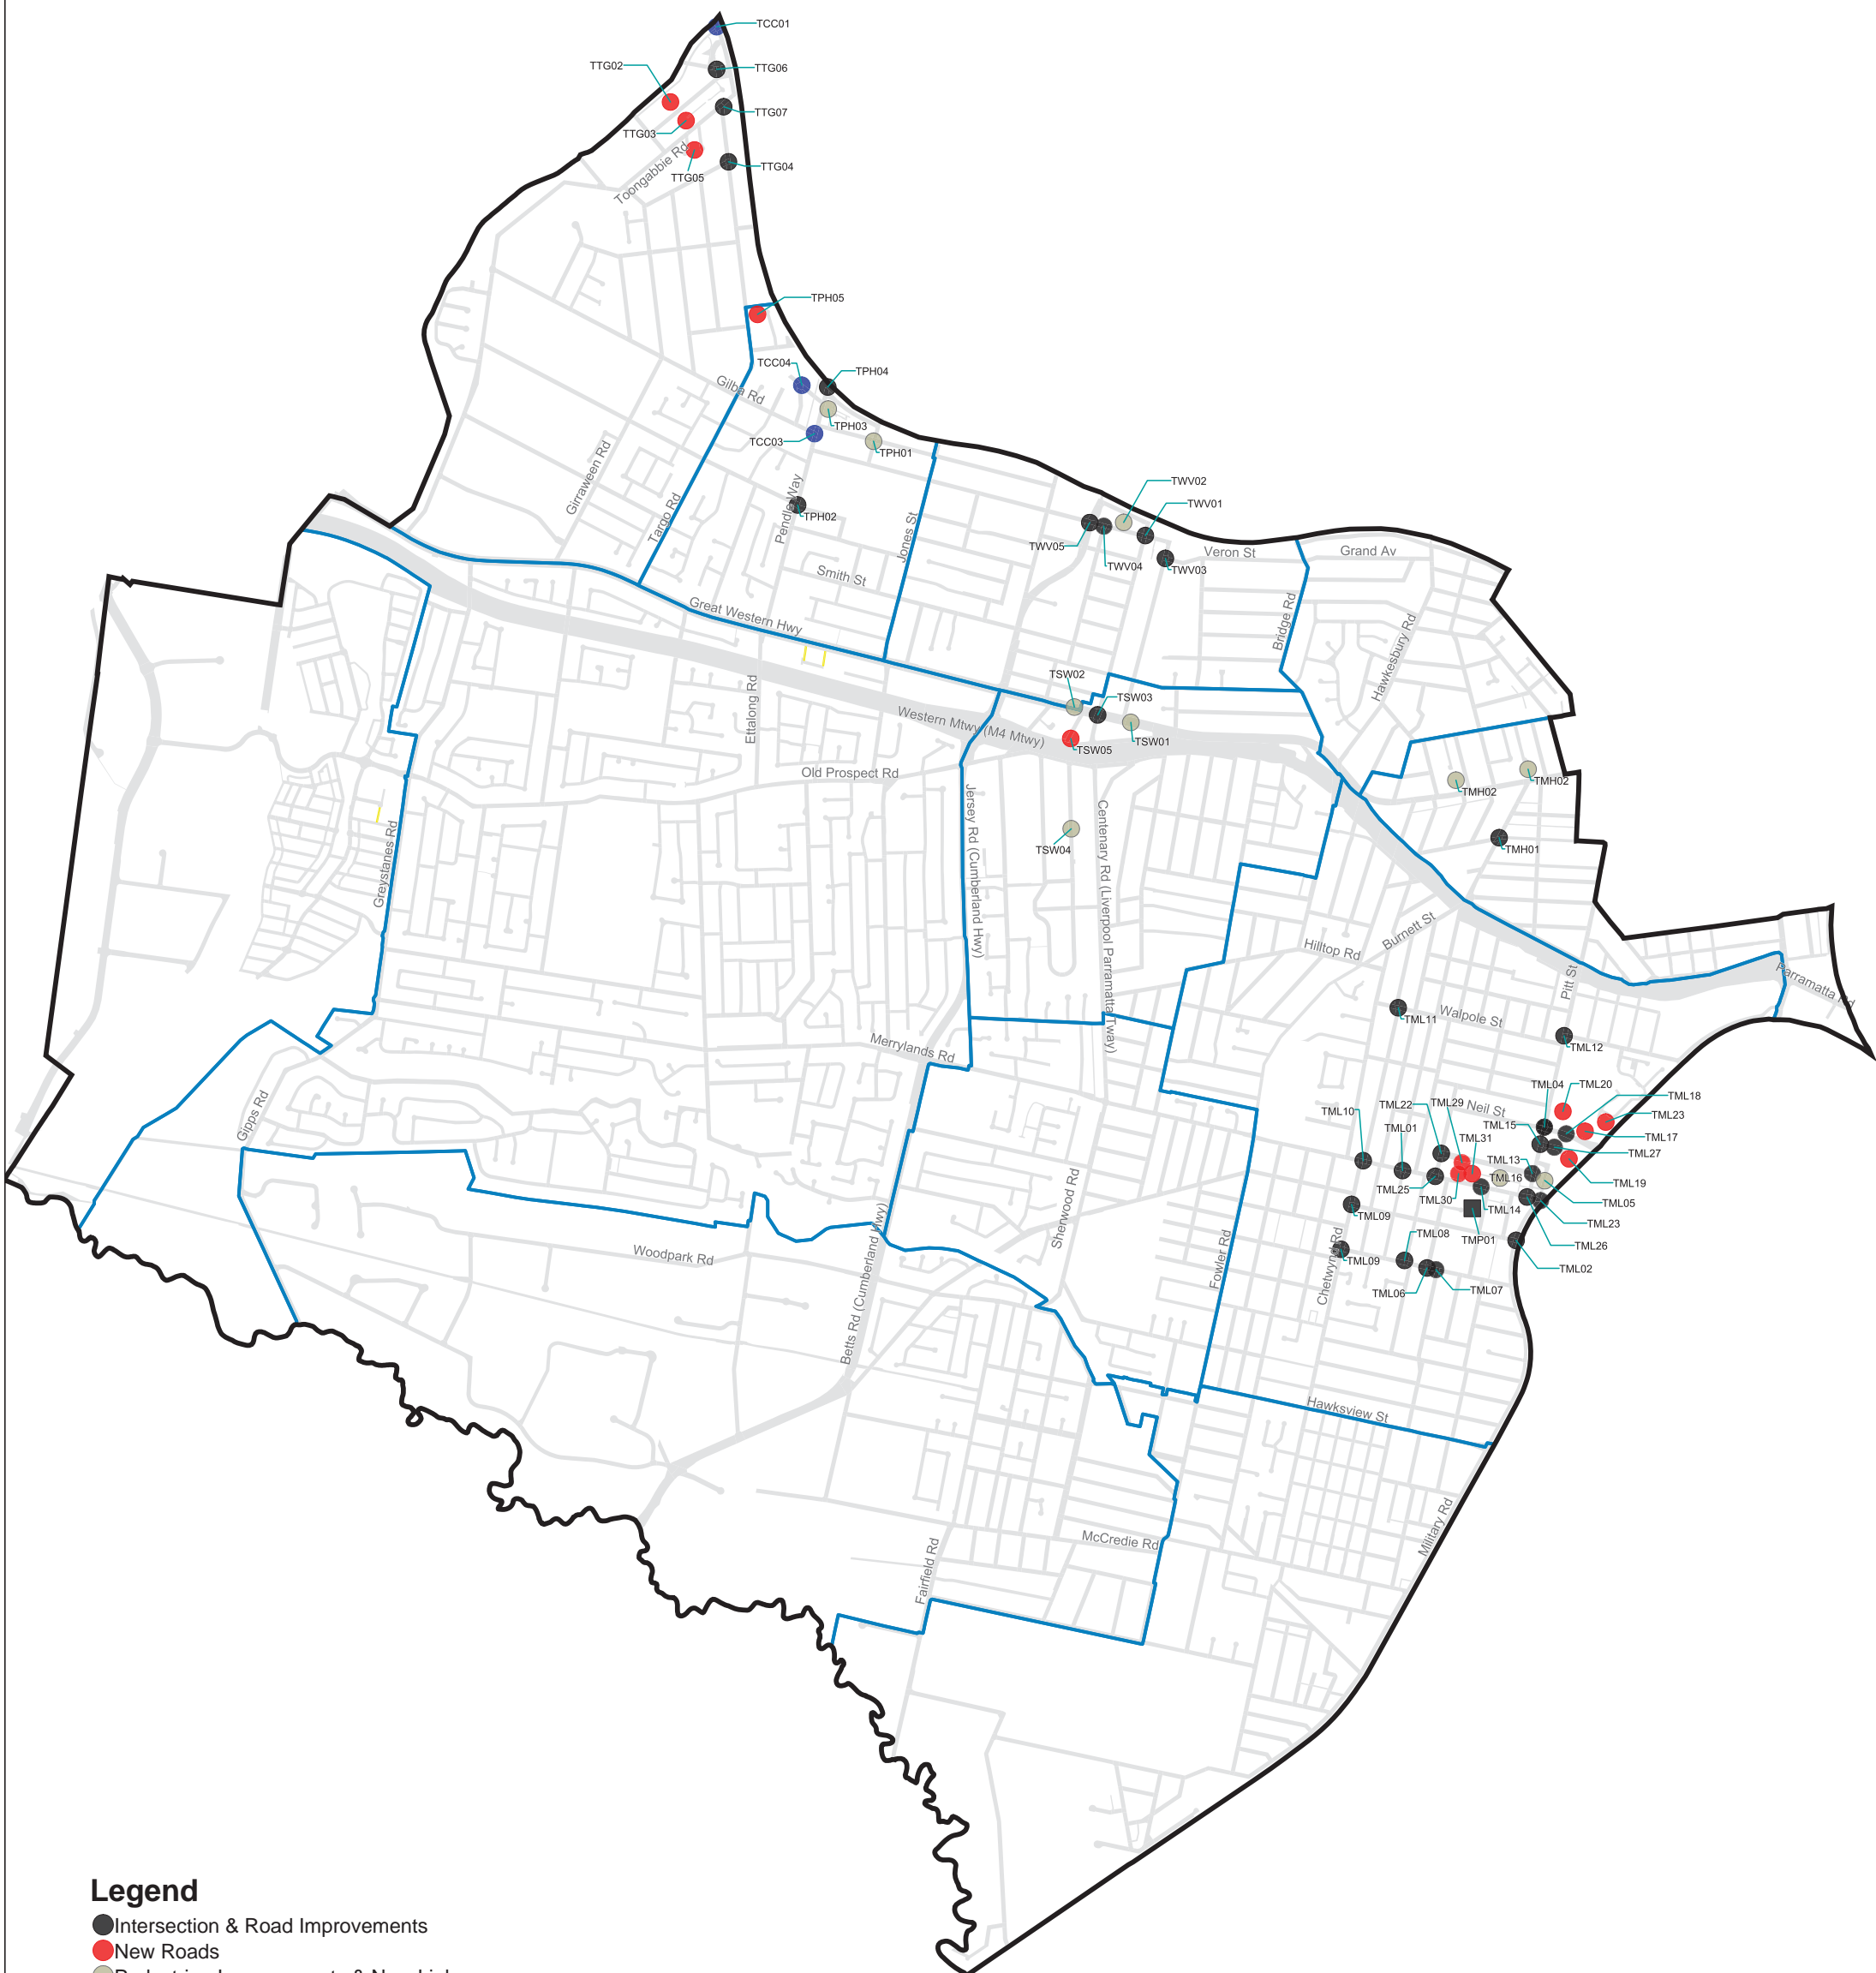 TCC01
TTG02
TTG06
TTG07
TTG03
Toongabbie Rd
TTG04
TTG05
TPH05
TCC04
TPH04
Gilba Rd
TPH03
TCC03
TPH01
Girraween Rd
Targo Rd
Pendle Way
TPH02
Jones St
TWV02
TWV01
TWV05
TWV04
Veron St
TWV03
Grand Av
Smith St
Great Western Hwy
Bridge Rd
Hawkesbury Rd
TSW02
TSW03
Ettalong Rd
Western Mtwy (M4 Mtwy)
TSW05
TSW01
Old Prospect Rd
TMH02
TMH02
TMH01
TSW04
Greystanes Rd
Jersey Rd (Cumberland Hwy)
Centenary Rd (Liverpool Parramatta Tway)
Burnett St
Hilltop Rd
Pitt St
Parramatta Rd
TML11
Walpole St
TML12
Merrylands Rd
Gipps Rd
TML04
TML20
TML18
TML10
TML22
TML29
Neil St
TML23
TML01
TML15
TML17
TML31
TML27
TML13
TML16
TML25
TML19
TML30
TML05
TML14
TML09
TML23
TMP01
TML08
TML26
TML09
TML02
TML06
TML07
Sherwood Rd
Fowler Rd
Chetwynd Rd
Woodpark Rd
Betts Rd (Cumberland Hwy)
Hawksview St
McCredie Rd
Fairfield Rd
Military Rd
Legend
Intersection & Road Improvements
New Roads